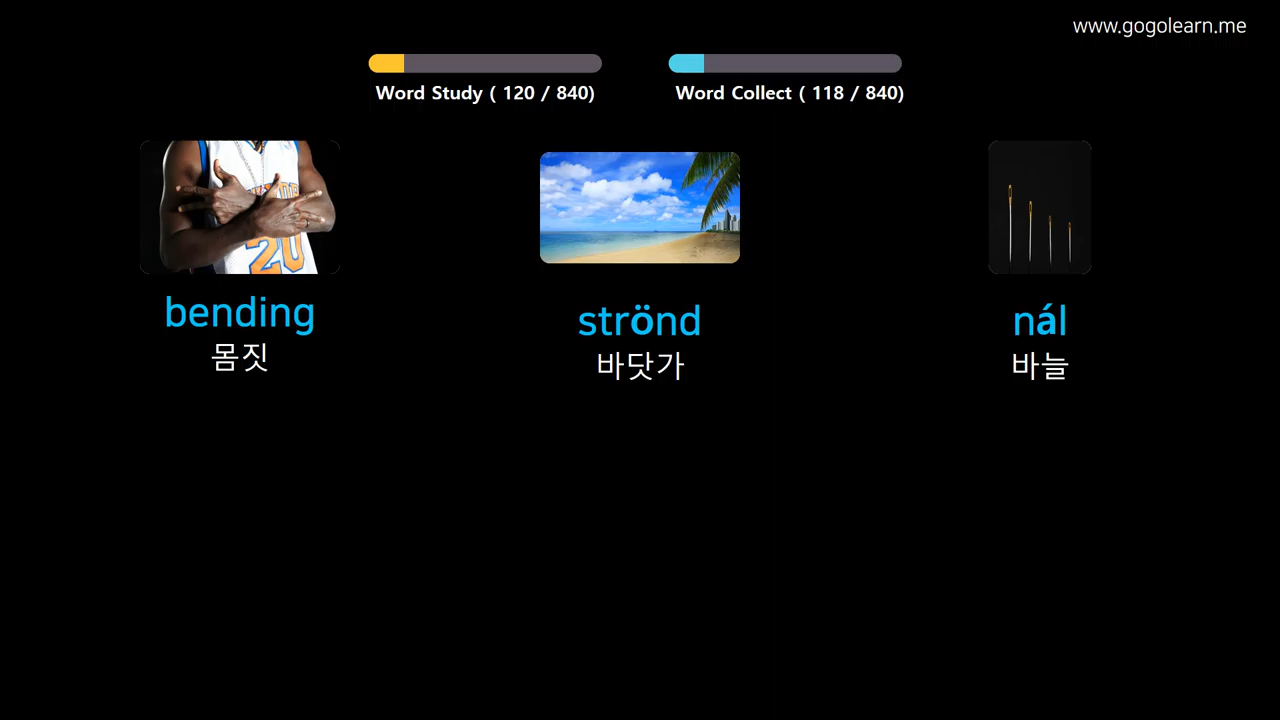 www.gogolearn.me
Word Study ( 120 / 840)
Word Collect ( 118 / 840)
20
bending
몸짓
strönd
바닷가
nál
바늘